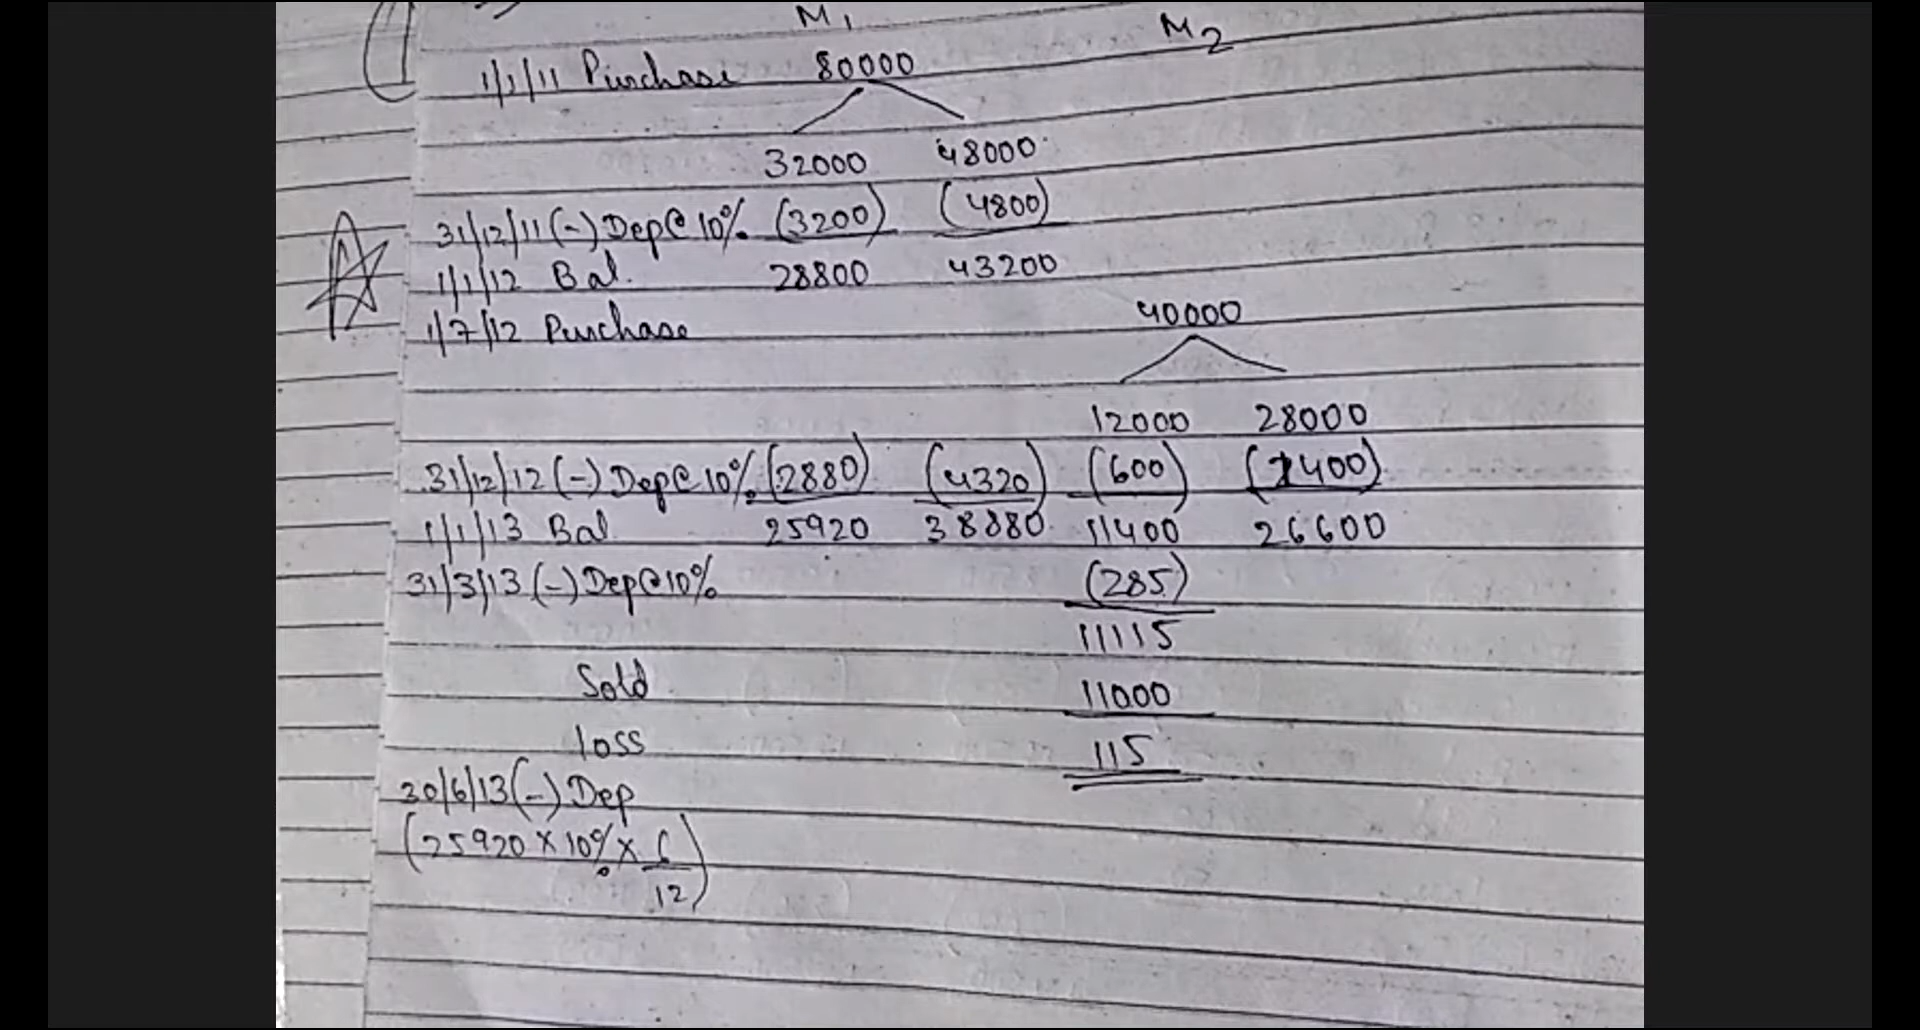 M1 M2
1/1/11 Purchase 80000
32000 48000
31/12/11 (-) Dep@ 10% (3200) (4800)
1/1/12 Bal. 28800 43200
1/7/12 Purchase 40000
12000 28000
31/12/12 (-) Dep@ 10% (2880) (4320) (600) (1400)
1/1/13 Bal 25920 38880 11400 26600
31/3/13 (-) Dep@10% (285)
11115
Sold 11000
loss 115
30/6/13 (-) Dep
(25920 × 10% × 6/12)